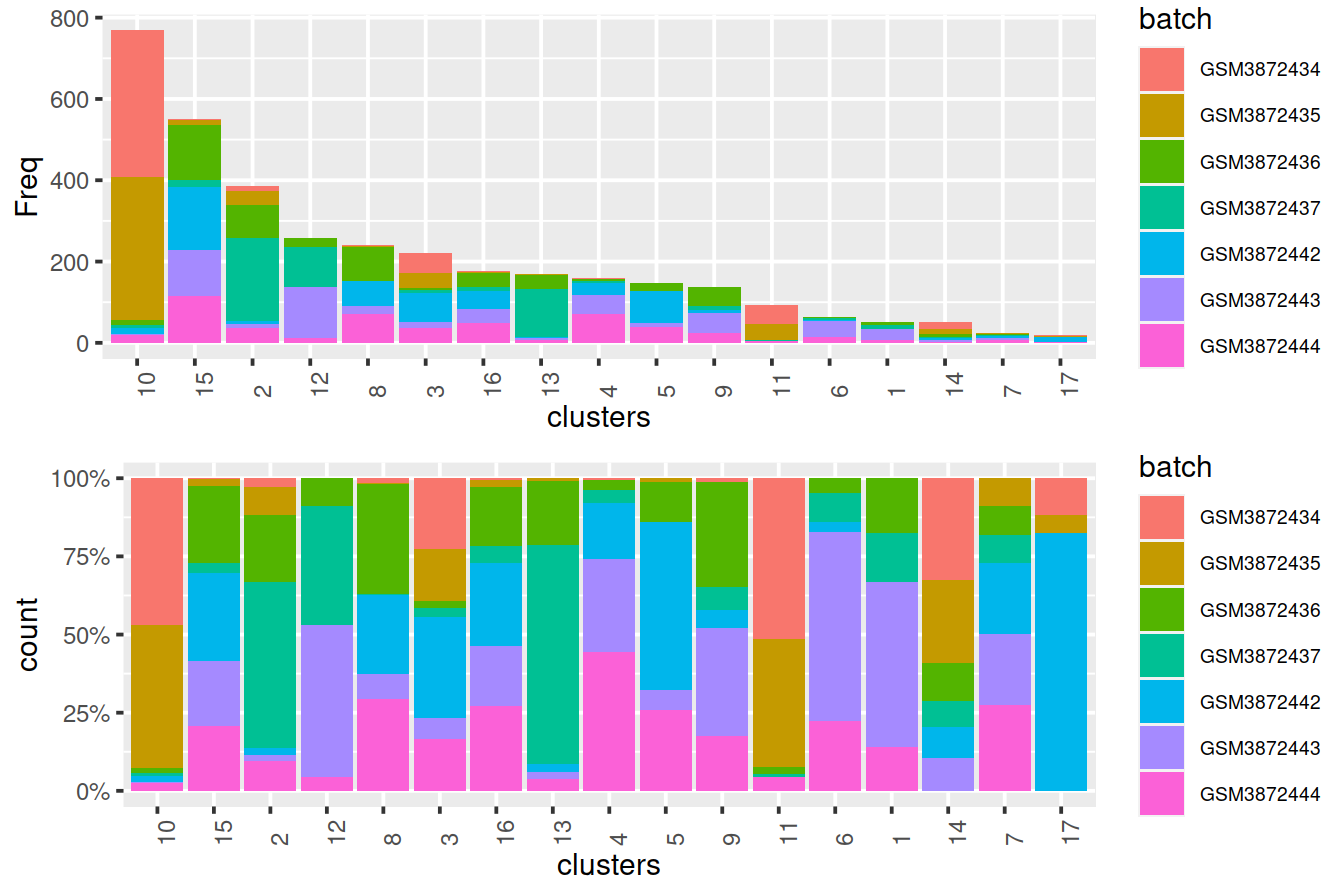 batch
800
600
400
200
0
Freq
GSM3872434
GSM3872435
GSM3872436
GSM3872437
GSM3872442
GSM3872443
GSM3872444
10 15 2 12 8 3 16 13 4 5 9 11 6 1 14 7 17
clusters
batch
100%
75%
50%
25%
0%
count
GSM3872434
GSM3872435
GSM3872436
GSM3872437
GSM3872442
GSM3872443
GSM3872444
10 15 2 12 8 3 16 13 4 5 9 11 6 1 14 7 17
clusters